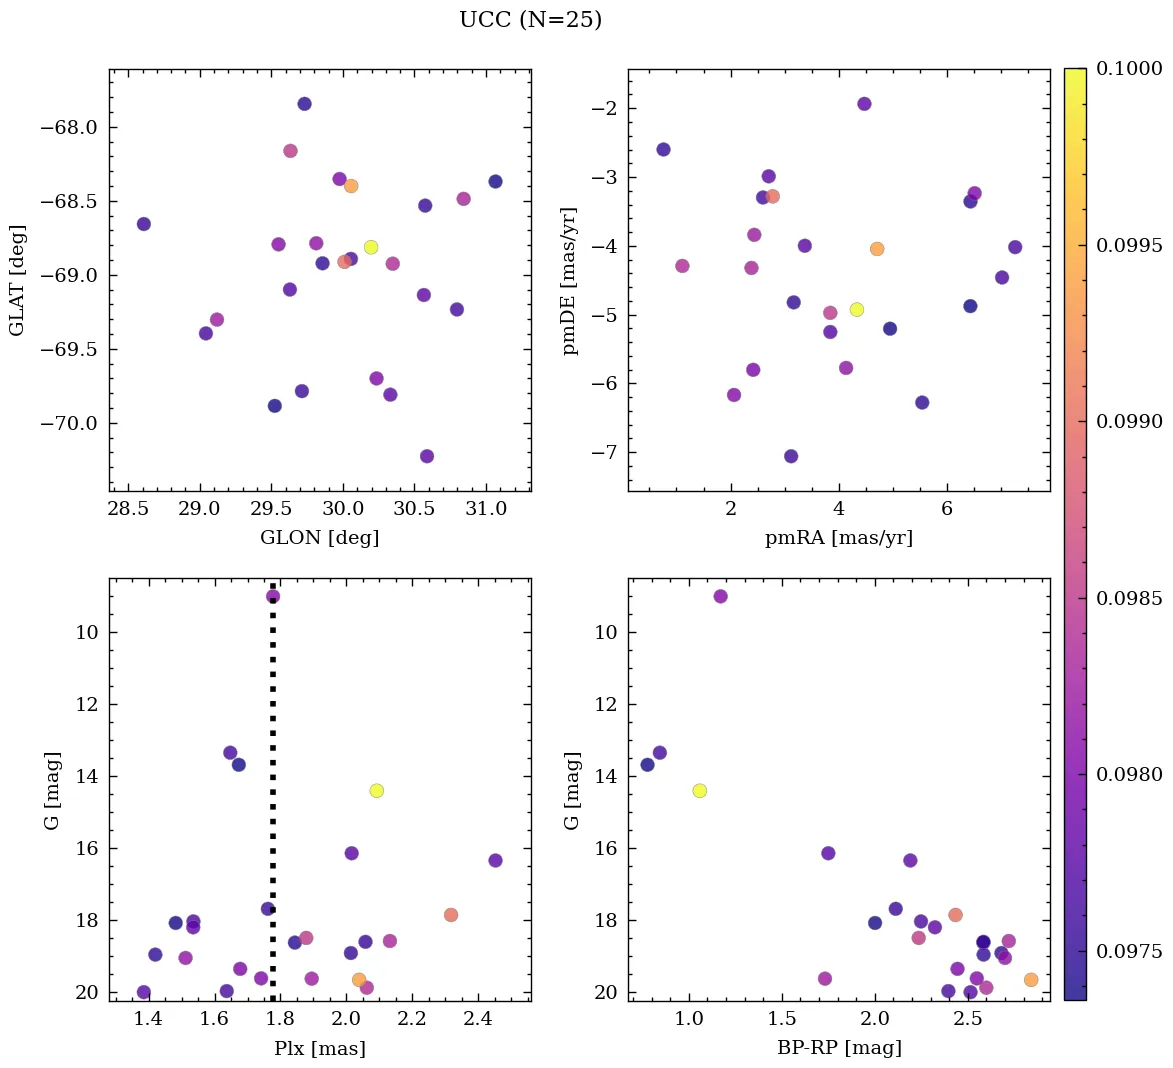 UCC (N=25)
−68.0
−68.5
−69.0
−69.5
−70.0
GLAT [deg]
28.5 29.0 29.5 30.0 30.5 31.0
GLON [deg]
−2
−3
−4
−5
−6
−7
pmDE [mas/yr]
2 4 6
pmRA [mas/yr]
0.1000
0.0995
0.0990
0.0985
0.0980
0.0975
10
12
14
16
18
20
G [mag]
1.4 1.6 1.8 2.0 2.2 2.4
Plx [mas]
10
12
14
16
18
20
G [mag]
1.0 1.5 2.0 2.5
BP-RP [mag]